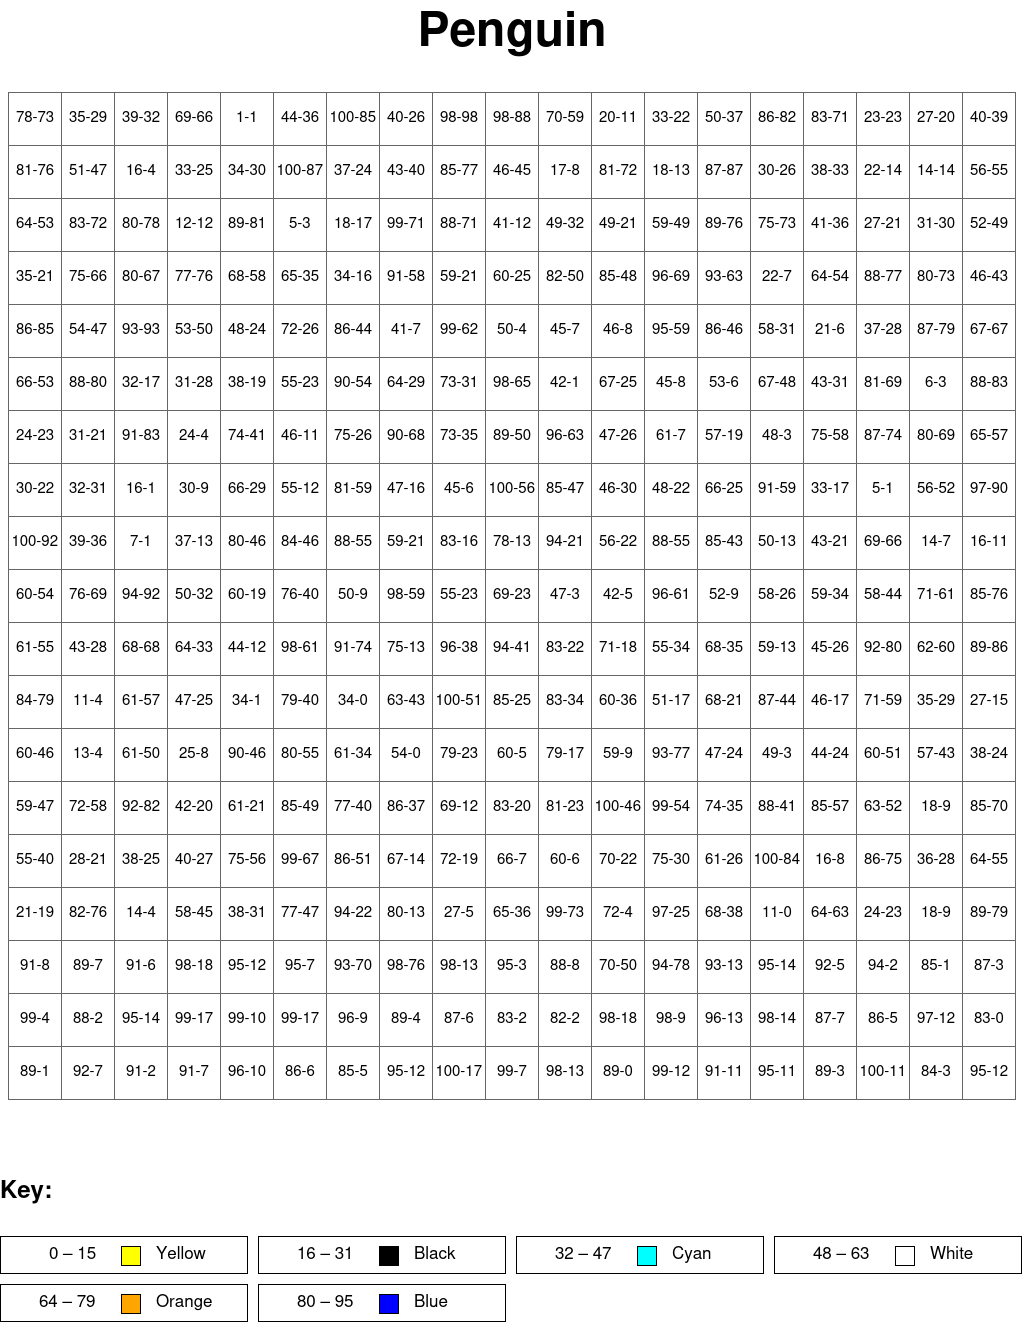 Penguin
78-73 35-29 39-32 69-66 1-1 44-36 100-85 40-26 98-98 98-88 70-59 20-11 33-22 50-37 86-82 83-71 23-23 27-20 40-39
81-76 51-47 16-4 33-25 34-30 100-87 37-24 43-40 85-77 46-45 17-8 81-72 18-13 87-87 30-26 38-33 22-14 14-14 56-55
64-53 83-72 80-78 12-12 89-81 5-3 18-17 99-71 88-71 41-12 49-32 49-21 59-49 89-76 75-73 41-36 27-21 31-30 52-49
35-21 75-66 80-67 77-76 68-58 65-35 34-16 91-58 59-21 60-25 82-50 85-48 96-69 93-63 22-7 64-54 88-77 80-73 46-43
86-85 54-47 93-93 53-50 48-24 72-26 86-44 41-7 99-62 50-4 45-7 46-8 95-59 86-46 58-31 21-6 37-28 87-79 67-67
66-53 88-80 32-17 31-28 38-19 55-23 90-54 64-29 73-31 98-65 42-1 67-25 45-8 53-6 67-48 43-31 81-69 6-3 88-83
24-23 31-21 91-83 24-4 74-41 46-11 75-26 90-68 73-35 89-50 96-63 47-26 61-7 57-19 48-3 75-58 87-74 80-69 65-57
30-22 32-31 16-1 30-9 66-29 55-12 81-59 47-16 45-6 100-56 85-47 46-30 48-22 66-25 91-59 33-17 5-1 56-52 97-90
100-92 39-36 7-1 37-13 80-46 84-46 88-55 59-21 83-16 78-13 94-21 56-22 88-55 85-43 50-13 43-21 69-66 14-7 16-11
60-54 76-69 94-92 50-32 60-19 76-40 50-9 98-59 55-23 69-23 47-3 42-5 96-61 52-9 58-26 59-34 58-44 71-61 85-76
61-55 43-28 68-68 64-33 44-12 98-61 91-74 75-13 96-38 94-41 83-22 71-18 55-34 68-35 59-13 45-26 92-80 62-60 89-86
84-79 11-4 61-57 47-25 34-1 79-40 34-0 63-43 100-51 85-25 83-34 60-36 51-17 68-21 87-44 46-17 71-59 35-29 27-15
60-46 13-4 61-50 25-8 90-46 80-55 61-34 54-0 79-23 60-5 79-17 59-9 93-77 47-24 49-3 44-24 60-51 57-43 38-24
59-47 72-58 92-82 42-20 61-21 85-49 77-40 86-37 69-12 83-20 81-23 100-46 99-54 74-35 88-41 85-57 63-52 18-9 85-70
55-40 28-21 38-25 40-27 75-56 99-67 86-51 67-14 72-19 66-7 60-6 70-22 75-30 61-26 100-84 16-8 86-75 36-28 64-55
21-19 82-76 14-4 58-45 38-31 77-47 94-22 80-13 27-5 65-36 99-73 72-4 97-25 68-38 11-0 64-63 24-23 18-9 89-79
91-8 89-7 91-6 98-18 95-12 95-7 93-70 98-76 98-13 95-3 88-8 70-50 94-78 93-13 95-14 92-5 94-2 85-1 87-3
99-4 88-2 95-14 99-17 99-10 99-17 96-9 89-4 87-6 83-2 82-2 98-18 98-9 96-13 98-14 87-7 86-5 97-12 83-0
89-1 92-7 91-2 91-7 96-10 86-6 85-5 95-12 100-17 99-7 98-13 89-0 99-12 91-11 95-11 89-3 100-11 84-3 95-12
Key:
0 – 15 Yellow 16 – 31 Black 32 – 47 Cyan 48 – 63 White
64 – 79 Orange 80 – 95 Blue